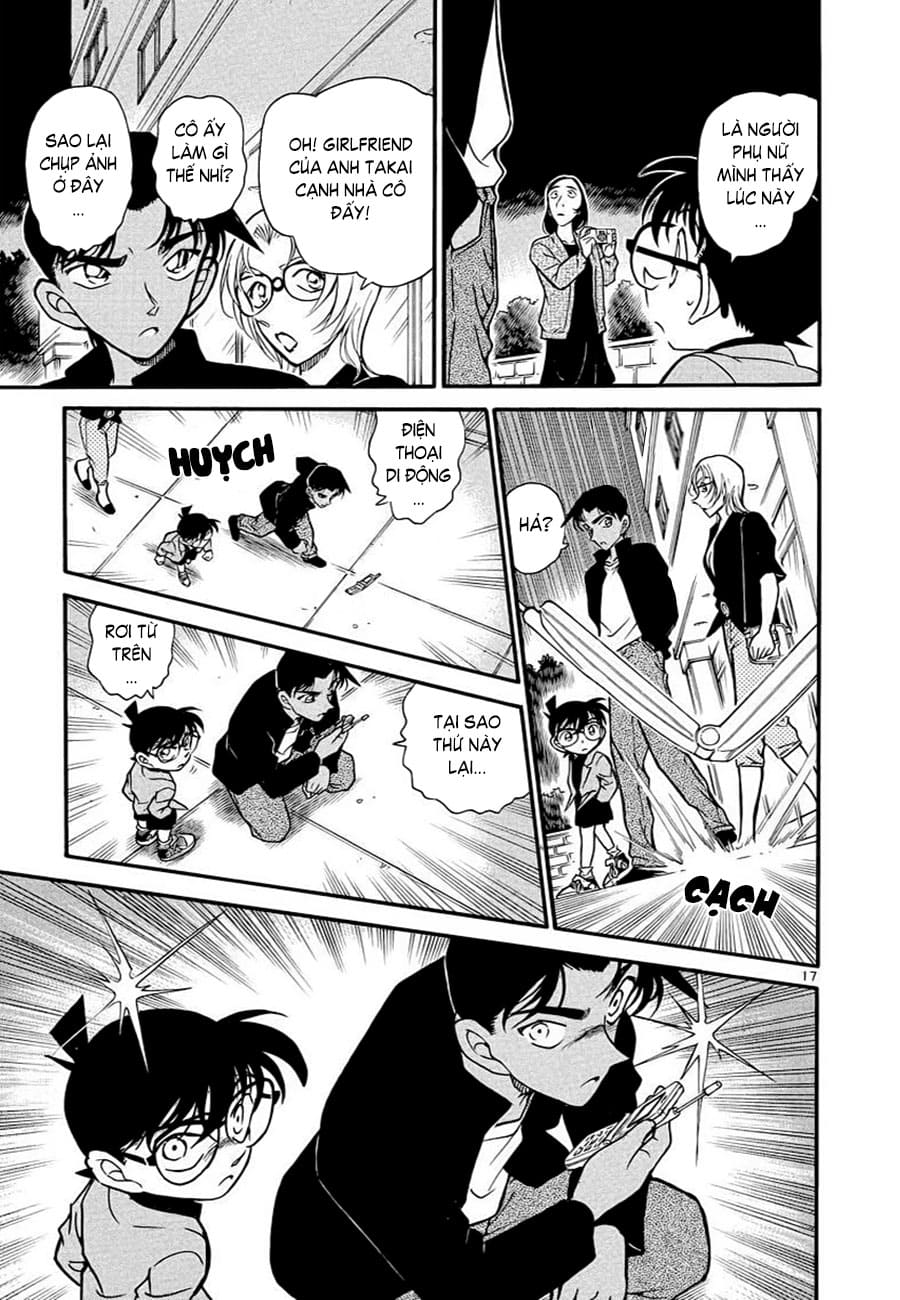 LÀ NGƯỜI
PHỤ NỮ
MÌNH THẤY
LÚC NÀY
...
OH! GIRLFRIEND
CỦA ANH TAKAI
CẠNH NHÀ CÔ
ĐẤY!
CÔ ẤY
LÀM GÌ
THẾ NHỈ?
SAO LẠI
CHỤP ẢNH
Ở ĐÂY
...
HẢ?
CẠCH
ĐIỆN
THOẠI
DI ĐỘNG
...
HUỴCH
RƠI TỪ
TRÊN
...
TẠI SAO
THỨ NÀY
LẠI...
17